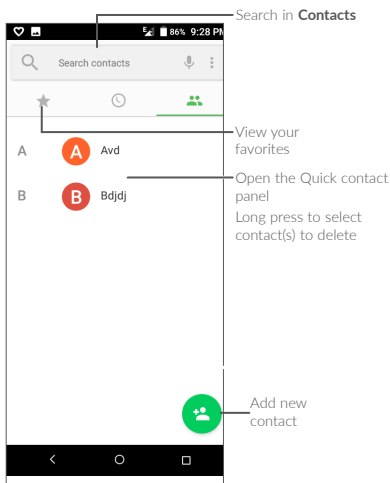 Search in Contacts
E 86% 9:28 PM
Search contacts
View your
favorites
A A Avd
Open the Quick contact
panel
B B Bdjdj
Long press to select
contact(s) to delete
Add new
contact